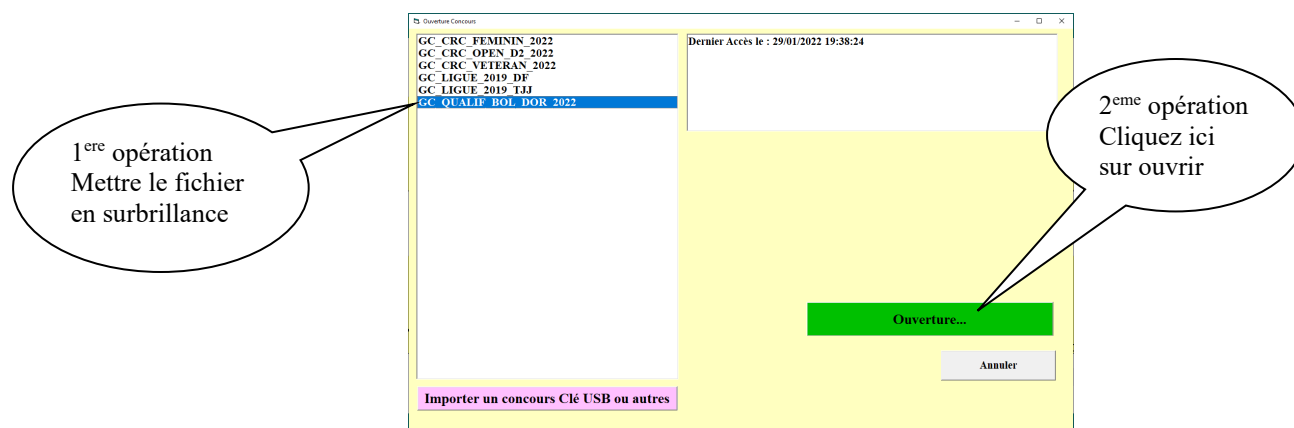 Ouverture Concours
GC_CRC_FEMININ_2022
GC_CRC_OPEN_D2_2022
GC_CRC_VETERAN_2022
GC_LIGUE_2019_DF
GC_LIGUE_2019_TJJ
GC_QUALIF_BOL_DOR_2022
Dernier Accès le : 29/01/2022 19:38:24
1ere opération
Mettre le fichier
en surbrillance
2eme opération
Cliquez ici
sur ouvrir
Ouverture...
Annuler
Importer un concours Clé USB ou autres